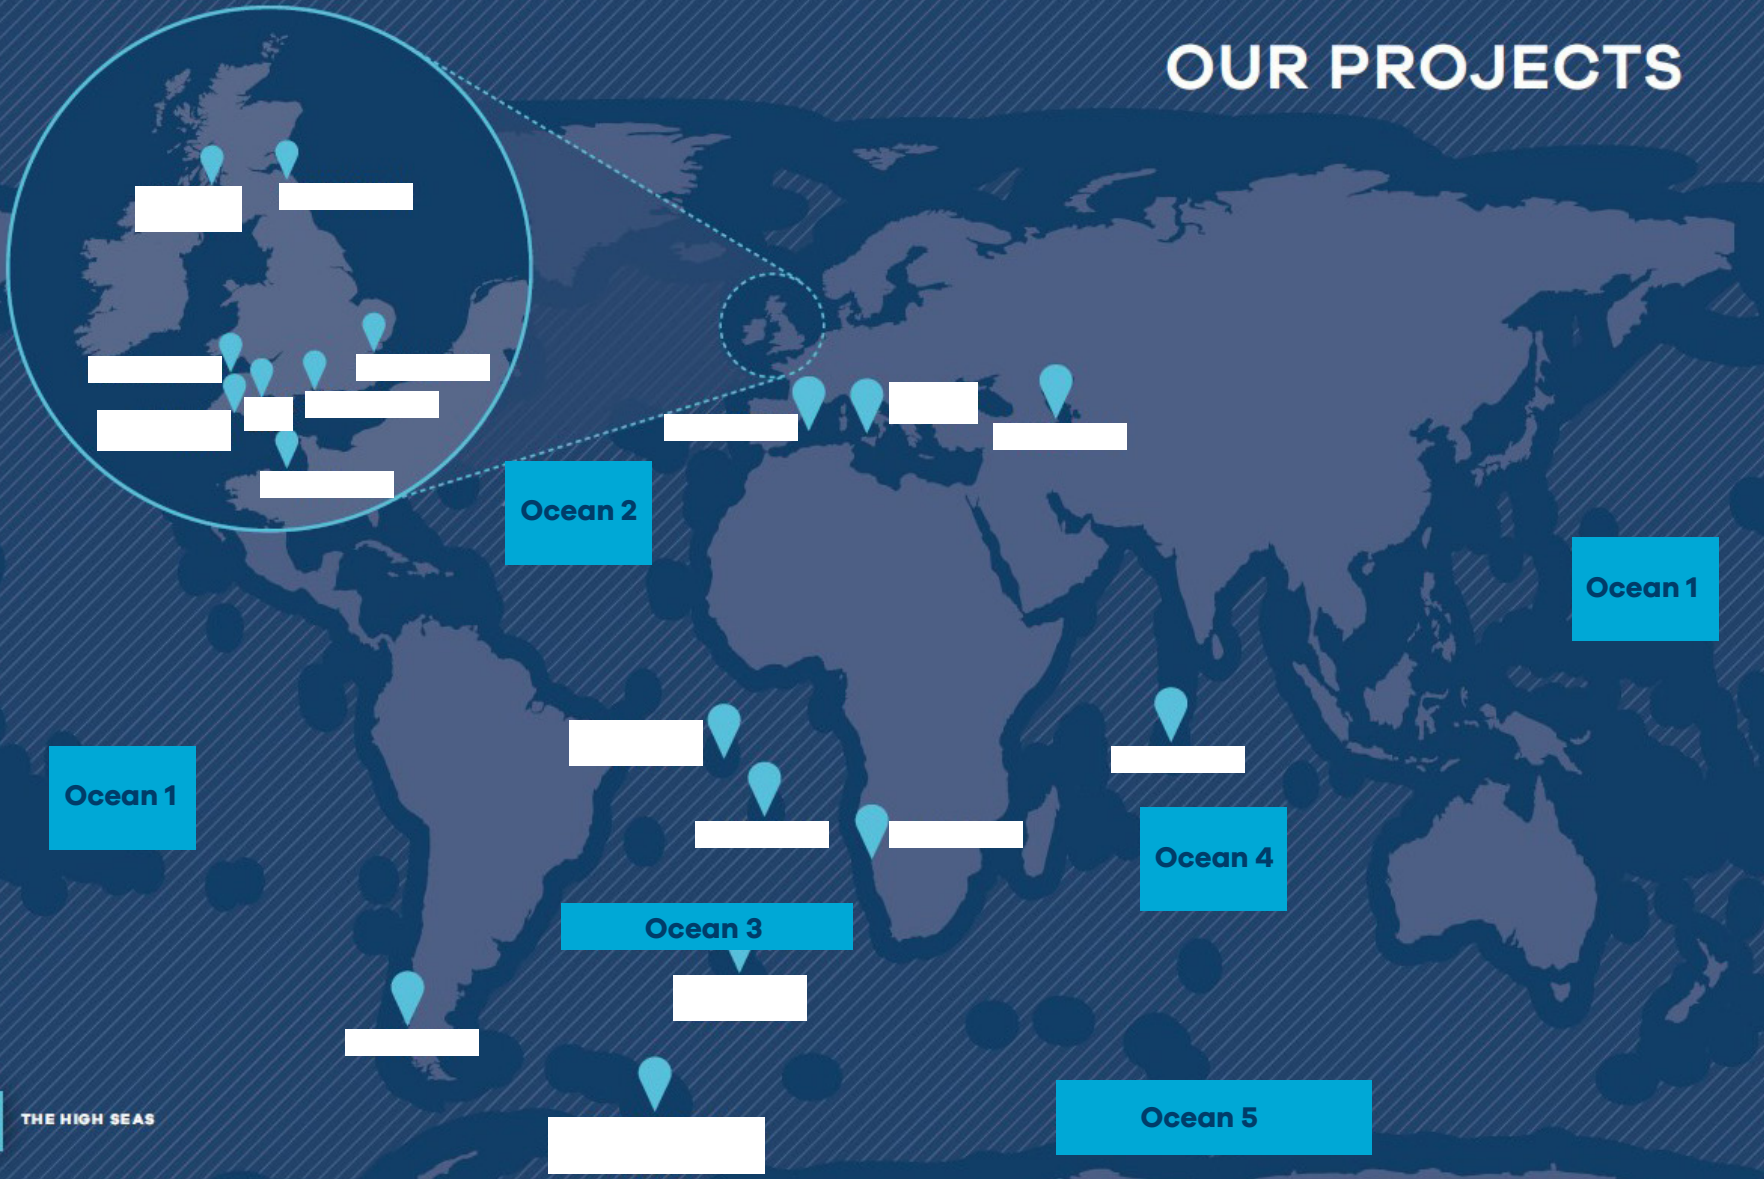 OUR PROJECTS
Ocean 2
Ocean 1
Ocean 1
Ocean 4
Ocean 3
Ocean 5
THE HIGH SEAS